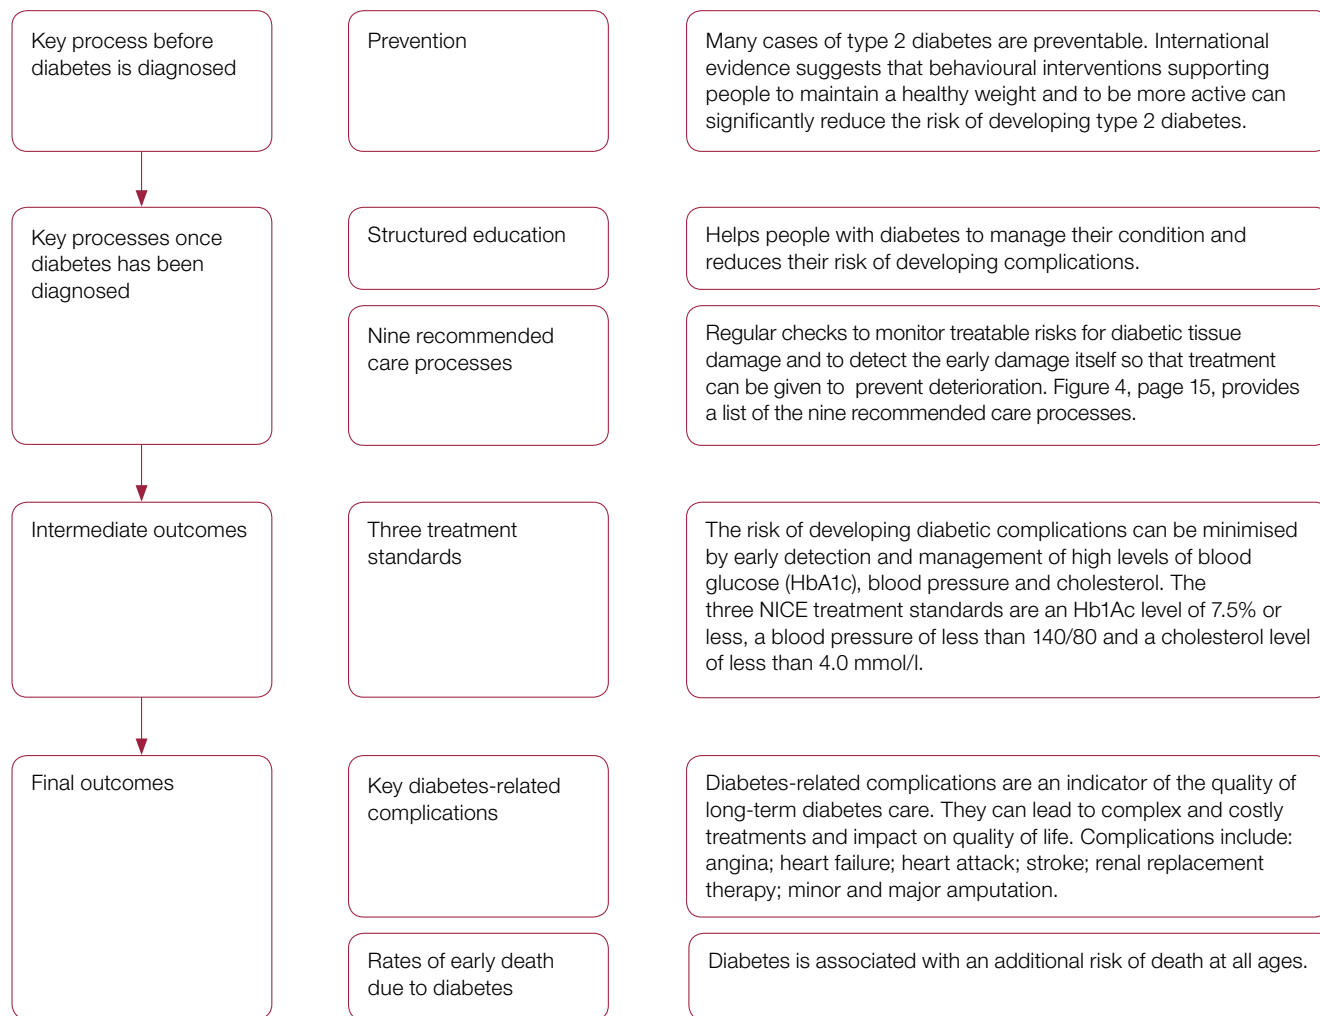 Key process before
diabetes is diagnosed
Prevention
Many cases of type 2 diabetes are preventable. International
evidence suggests that behavioural interventions supporting
people to maintain a healthy weight and to be more active can
significantly reduce the risk of developing type 2 diabetes.
Key processes once
diabetes has been
diagnosed
Structured education
Helps people with diabetes to manage their condition and
reduces their risk of developing complications.
Nine recommended
care processes
Regular checks to monitor treatable risks for diabetic tissue
damage and to detect the early damage itself so that treatment
can be given to prevent deterioration. Figure 4, page 15, provides
a list of the nine recommended care processes.
Intermediate outcomes
Three treatment
standards
The risk of developing diabetic complications can be minimised
by early detection and management of high levels of blood
glucose (HbA1c), blood pressure and cholesterol. The
three NICE treatment standards are an Hb1Ac level of 7.5% or
less, a blood pressure of less than 140/80 and a cholesterol level
of less than 4.0 mmol/l.
Final outcomes
Key diabetes-related
complications
Diabetes-related complications are an indicator of the quality of
long-term diabetes care. They can lead to complex and costly
treatments and impact on quality of life. Complications include:
angina; heart failure; heart attack; stroke; renal replacement
therapy; minor and major amputation.
Rates of early death
due to diabetes
Diabetes is associated with an additional risk of death at all ages.